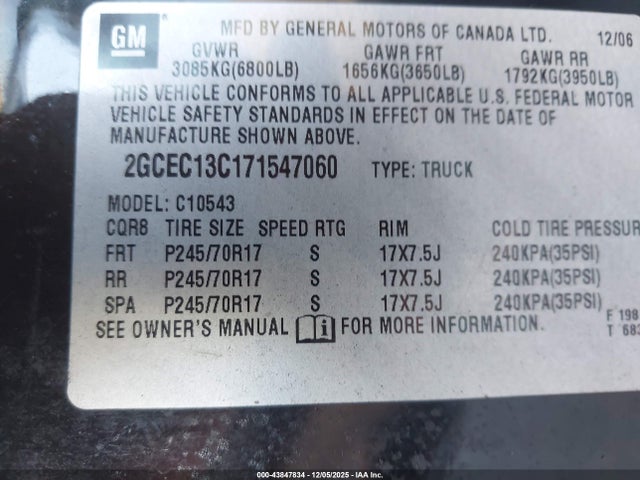 GM
MFD BY GENERAL MOTORS OF CANADA LTD. 12/06
GVWR GAWR FRT GAWR RR
3085KG(6800LB) 1656KG(3650LB) 1792KG(3950LB)
THIS VEHICLE CONFORMS TO ALL APPLICABLE U.S. FEDERAL MOTOR
VEHICLE SAFETY STANDARDS IN EFFECT ON THE DATE OF
MANUFACTURE SHOWN ABOVE.
2GCEC13C171547060 TYPE: TRUCK
MODEL: C10543
CQR8 TIRE SIZE SPEED RTG RIM COLD TIRE PRESSUR
FRT P245/70R17 S 17X7.5J 240KPA(35PSI)
RR P245/70R17 S 17X7.5J 240KPA(35PSI)
SPA P245/70R17 S 17X7.5J 240KPA(35PSI)
SEE OWNER'S MANUAL i FOR MORE INFORMATION.
F 198
T 683
000-43847834 - 12/05/2025 - IAA Inc.